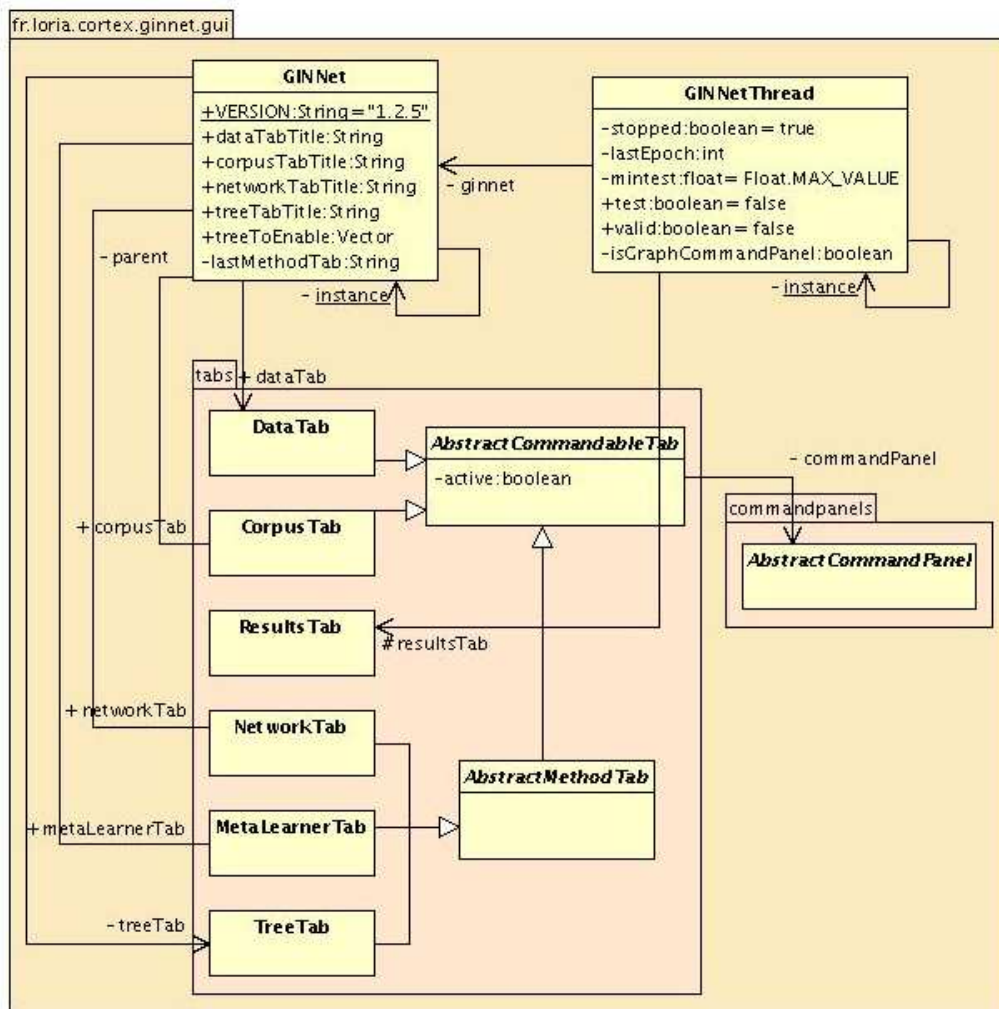 fr.loria.cortex.ginnet.gui
GINNet
+VERSION:String="1.2.5"
+dataTabTitle:String
+corpusTabTitle:String
+networkTabTitle:String
+treeTabTitle:String
+treeToEnable:Vector
-lastMethodTab:String
GINNetThread
-stopped:boolean= true
-lastEpoch:int
-mintest:float= Float.MAX_VALUE
+test:boolean= false
+valid:boolean= false
-isGraphCommandPanel:boolean
- ginnet
- parent
- instance
- instance
tabs
+ dataTab
DataTab
AbstractCommandableTab
-active:boolean
- commandPanel
commandpanels
AbstractCommandPanel
+ corpusTab
CorpusTab
ResultsTab
#resultsTab
+ networkTab
NetworkTab
AbstractMethodTab
+metaLearnerTab
MetaLearnerTab
- treeTab
TreeTab